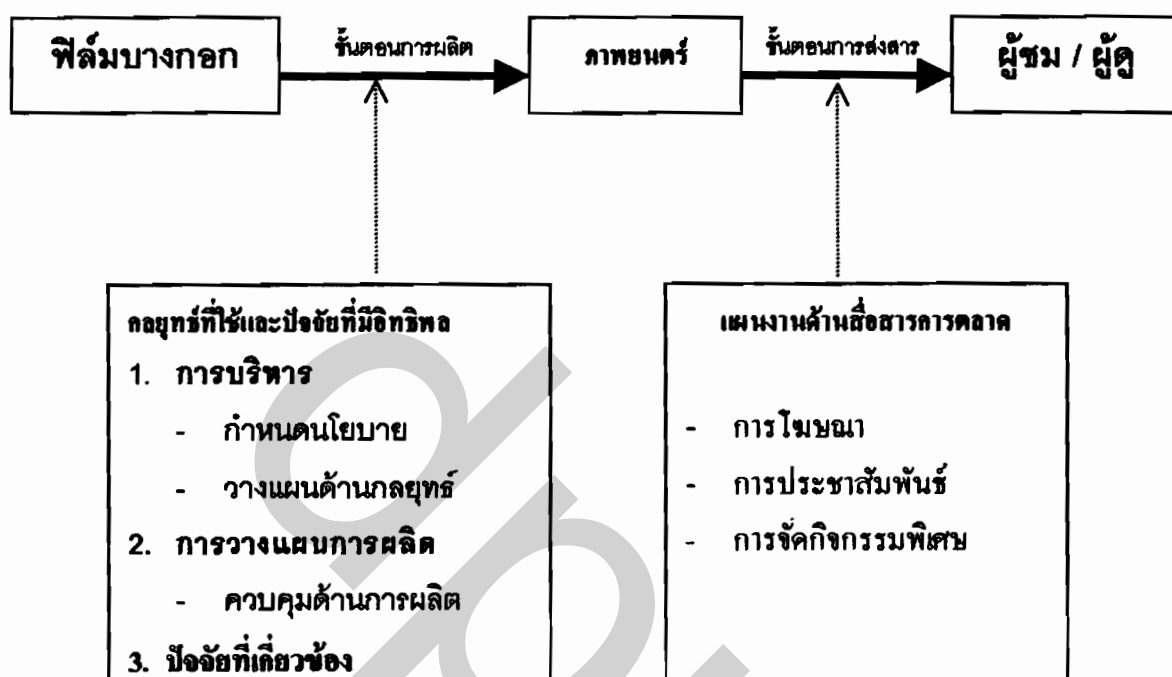 ฟิล์มบางกอก
ขั้นตอนการผลิต
ภาพยนตร์
ขั้นตอนการส่งสาร
ผู้ชม / ผู้ดู
กลยุทธ์ที่ใช้และปัจจัยที่มีอิทธิพล
1. การบริหาร
- กำหนดนโยบาย
- วางแผนด้านกลยุทธ์
2. การวางแผนการผลิต
- ควบคุมด้านการผลิต
3. ปัจจัยที่เกี่ยวข้อง
แผนงานด้านสื่อสารการตลาด
- การโฆษณา
- การประชาสัมพันธ์
- การจัดกิจกรรมพิเศษ